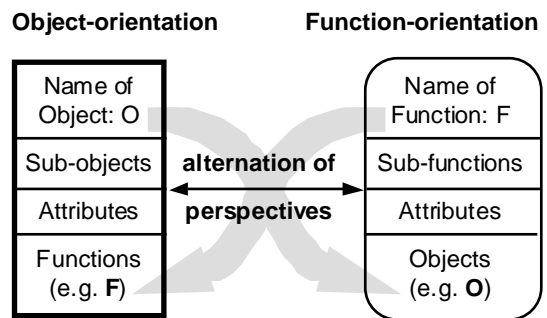 Object-orientation
Function-orientation
Name of
Object: O
Sub-objects
Attributes
Functions
(e.g. F)
alternation of
perspectives
Name of
Function: F
Sub-functions
Attributes
Objects
(e.g. O)